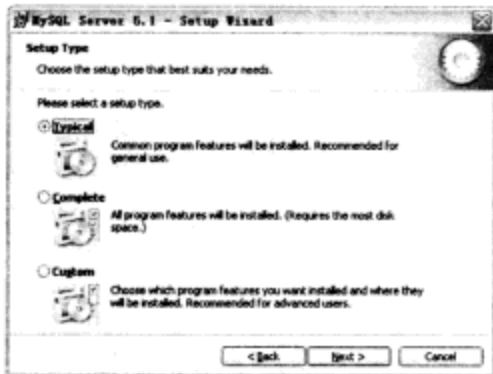 MySQL Server 5.1 - Setup Wizard
Setup Type
Choose the setup type that best suits your needs.
Please select a setup type.
Typical
Common program features will be installed. Recommended for
general use.
Complete
All program features will be installed. (Requires the most disk
space.)
Custom
Choose which program features you want installed and where they
will be installed. Recommended for advanced users.
< Back
Next >
Cancel